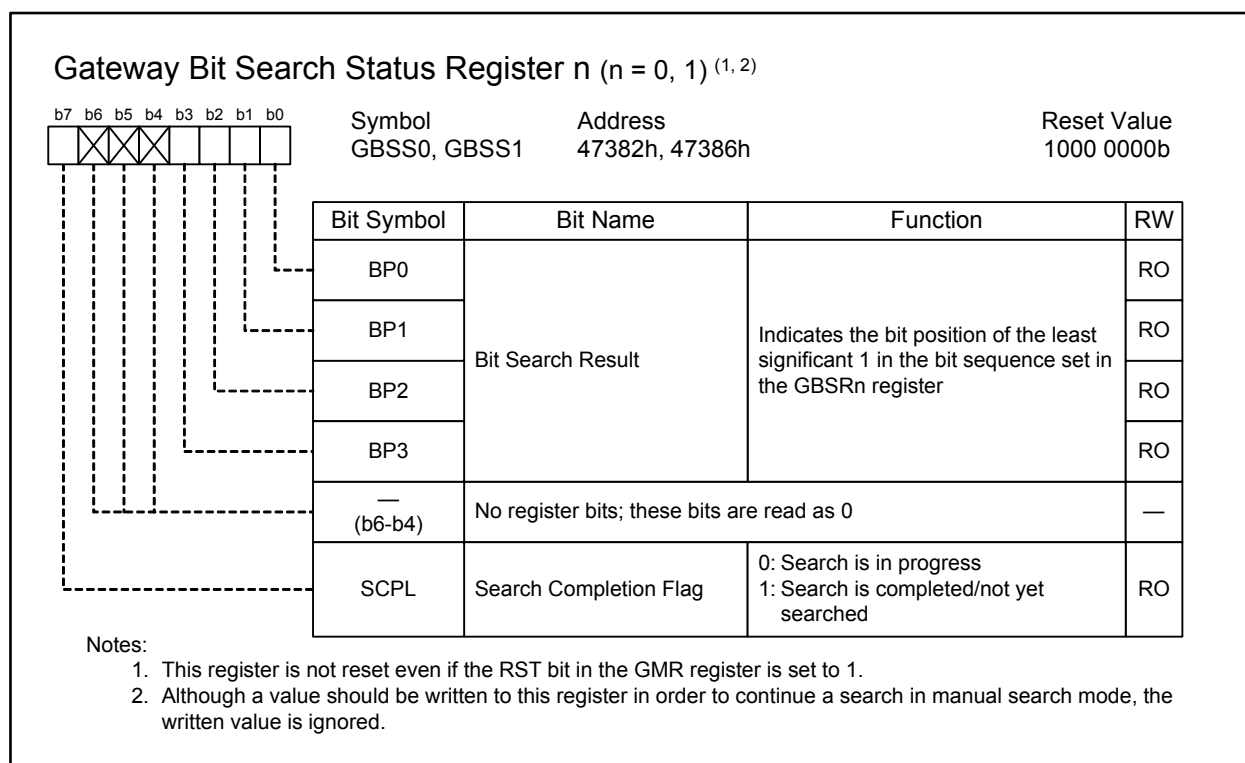 Gateway Bit Search Status Register n (n = 0, 1) (1, 2)
b7 b6 b5 b4 b3 b2 b1 b0
Symbol Address Reset Value
GBSS0, GBSS1 47382h, 47386h 1000 0000b
Bit Symbol Bit Name Function RW
BP0 RO
BP1 RO
Bit Search Result
Indicates the bit position of the least
significant 1 in the bit sequence set in
the GBSRn register
BP2 RO
BP3 RO
—
(b6-b4)
No register bits; these bits are read as 0 —
SCPL Search Completion Flag
0: Search is in progress
1: Search is completed/not yet
searched
RO
Notes:
1. This register is not reset even if the RST bit in the GMR register is set to 1.
2. Although a value should be written to this register in order to continue a search in manual search mode, the
written value is ignored.